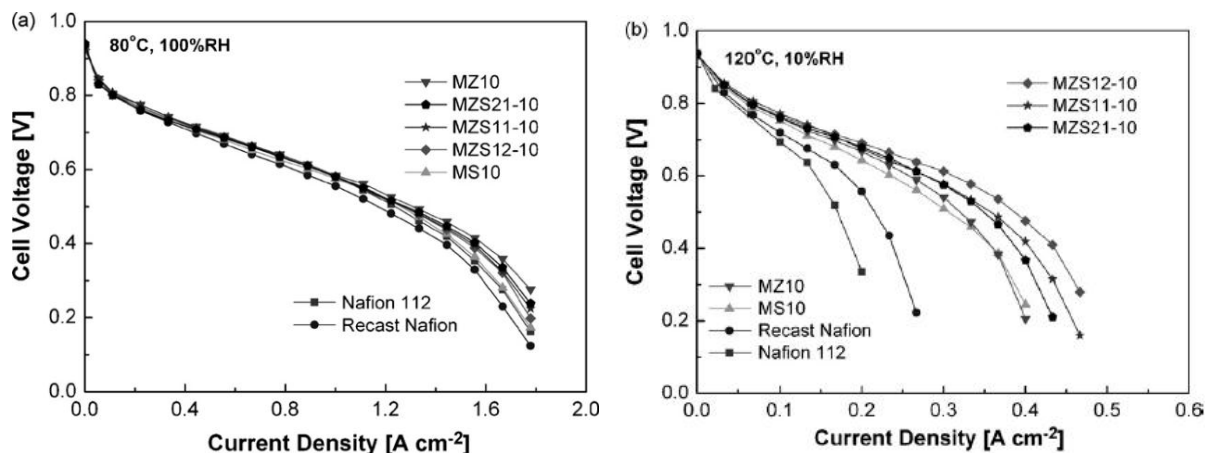 (a)
80°C, 100%RH
MZ10
MZS21-10
MZS11-10
MZS12-10
MS10
Nafion 112
Recast Nafion
Cell Voltage [V]
1.0
0.8
0.6
0.4
0.2
0.0
0.0 0.4 0.8 1.2 1.6 2.0
Current Density [A cm-2]
(b)
120°C, 10%RH
MZS12-10
MZS11-10
MZS21-10
MZ10
MS10
Recast Nafion
Nafion 112
Cell Voltage [V]
1.0
0.8
0.6
0.4
0.2
0.0
0.0 0.1 0.2 0.3 0.4 0.5 0.6
Current Density [A cm-2]